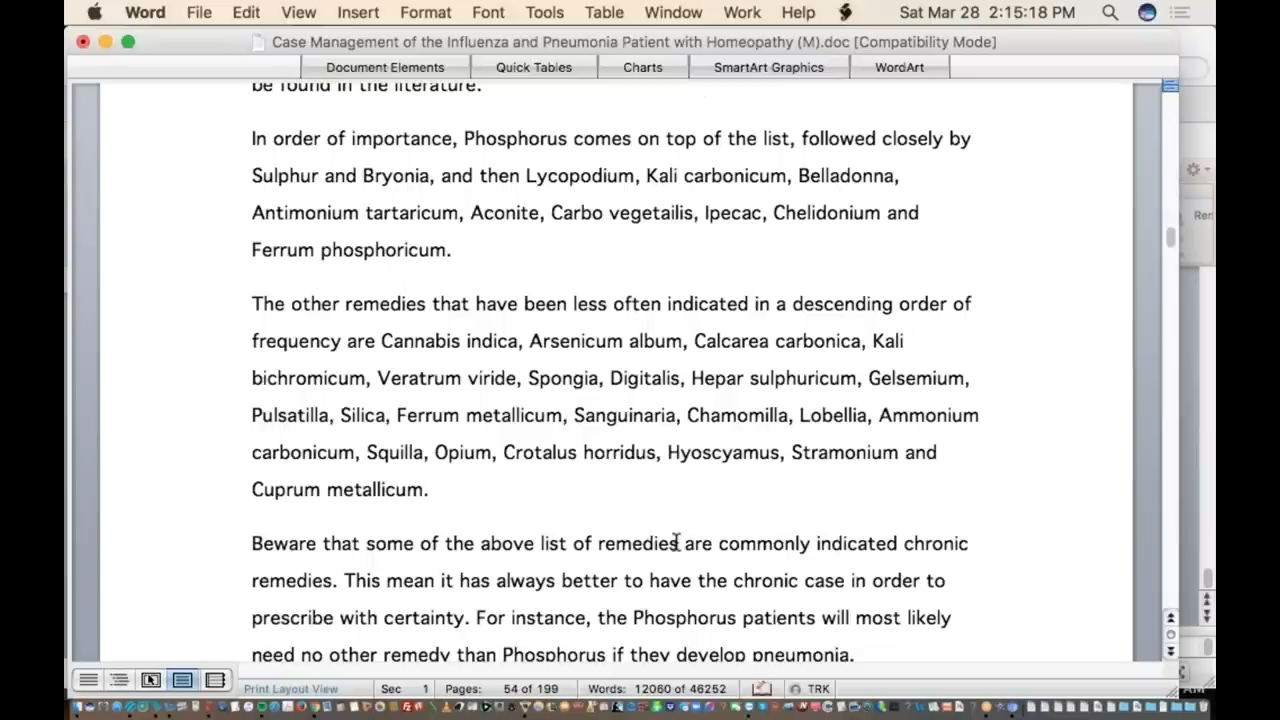 Word File Edit View Insert Format Font Tools Table Window Work Help Sat Mar 28 2:15:18 PM
Case Management of the Influenza and Pneumonia Patient with Homeopathy (M).doc [Compatibility Mode]
Document Elements Quick Tables Charts SmartArt Graphics WordArt
be found in the literature.
In order of importance, Phosphorus comes on top of the list, followed closely by
Sulphur and Bryonia, and then Lycopodium, Kali carbonicum, Belladonna,
Antimonium tartaricum, Aconite, Carbo vegetailis, Ipecac, Chelidonium and
Ferrum phosphoricum.
The other remedies that have been less often indicated in a descending order of
frequency are Cannabis indica, Arsenicum album, Calcarea carbonica, Kali
bichromicum, Veratrum viride, Spongia, Digitalis, Hepar sulphuricum, Gelsemium,
Pulsatilla, Silica, Ferrum metallicum, Sanguinaria, Chamomilla, Lobellia, Ammonium
carbonicum, Squilla, Opium, Crotalus horridus, Hyoscyamus, Stramonium and
Cuprum metallicum.
Beware that some of the above list of remedies are commonly indicated chronic
remedies. This mean it has always better to have the chronic case in order to
prescribe with certainty. For instance, the Phosphorus patients will most likely
need no other remedy than Phosphorus if they develop pneumonia.
Print Layout View Sec 1 Pages: 54 of 199 Words: 12060 of 46252 TRK